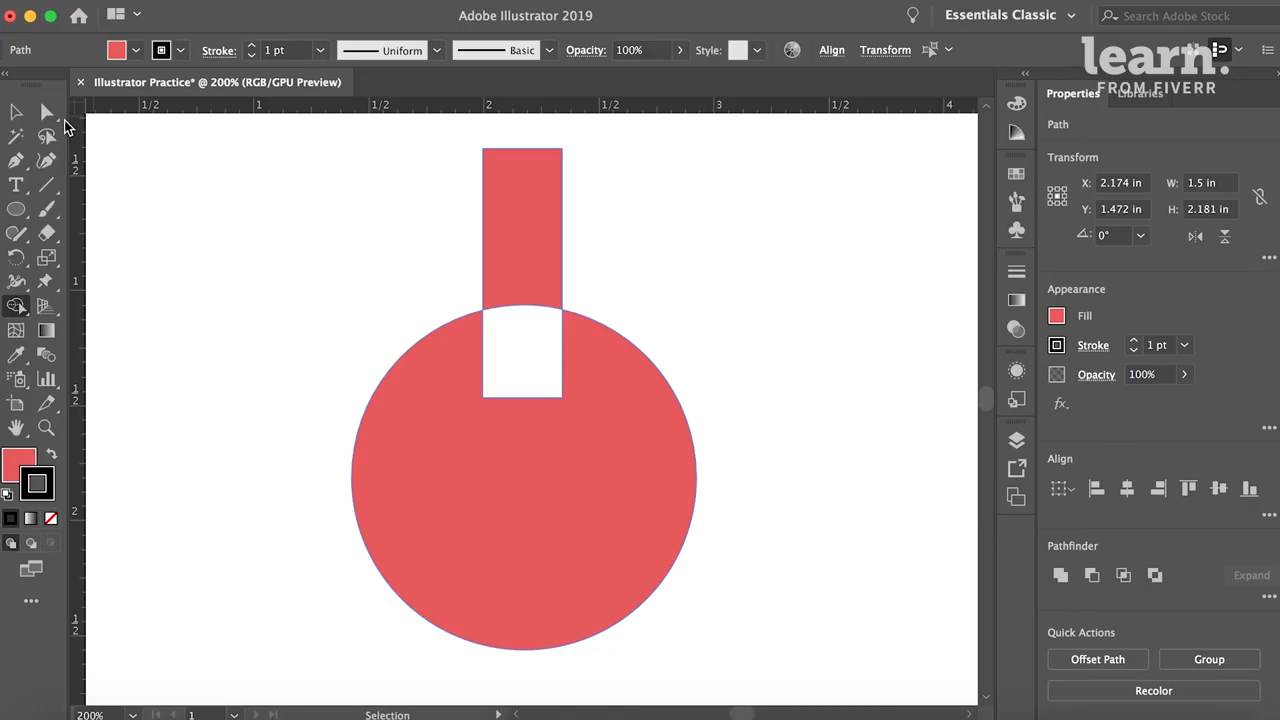 Adobe Illustrator 2019
Essentials Classic
Search Adobe Stock
Path
Stroke:
1 pt
Uniform
Basic
Opacity:
100%
Style:
Align
Transform
learn.
FROM FIVERR
× Illustrator Practice* @ 200% (RGB/GPU Preview)
1/2 1 1/2 2 1/2 3 1/2 4
1
2
1
1
2
2
1
2
Properties
Libraries
Path
Transform
X: 2.174 in W: 1.5 in
Y: 1.472 in H: 2.181 in
0°
Appearance
Fill
Stroke 1 pt
Opacity 100%
fx.
Align
Pathfinder
Expand
Quick Actions
Offset Path Group
Recolor
200% 1 Selection